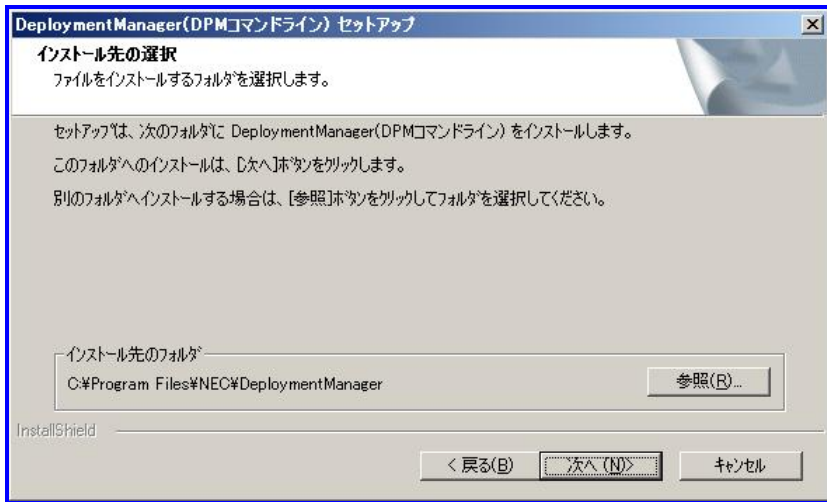 DeploymentManager(DPMコマンドライン) セットアップ
インストール先の選択
ファイルをインストールするフォルダを選択します。
セットアップは、次のフォルダに DeploymentManager(DPMコマンドライン) をインストールします。
このフォルダへのインストールは、[次へ]ボタンをクリックします。
別のフォルダへインストールする場合は、[参照]ボタンをクリックしてフォルダを選択してください。
インストール先のフォルダ
C:¥Program Files¥NEC¥DeploymentManager
参照(R)...
InstallShield
< 戻る(B)
次へ (N)>
キャンセル